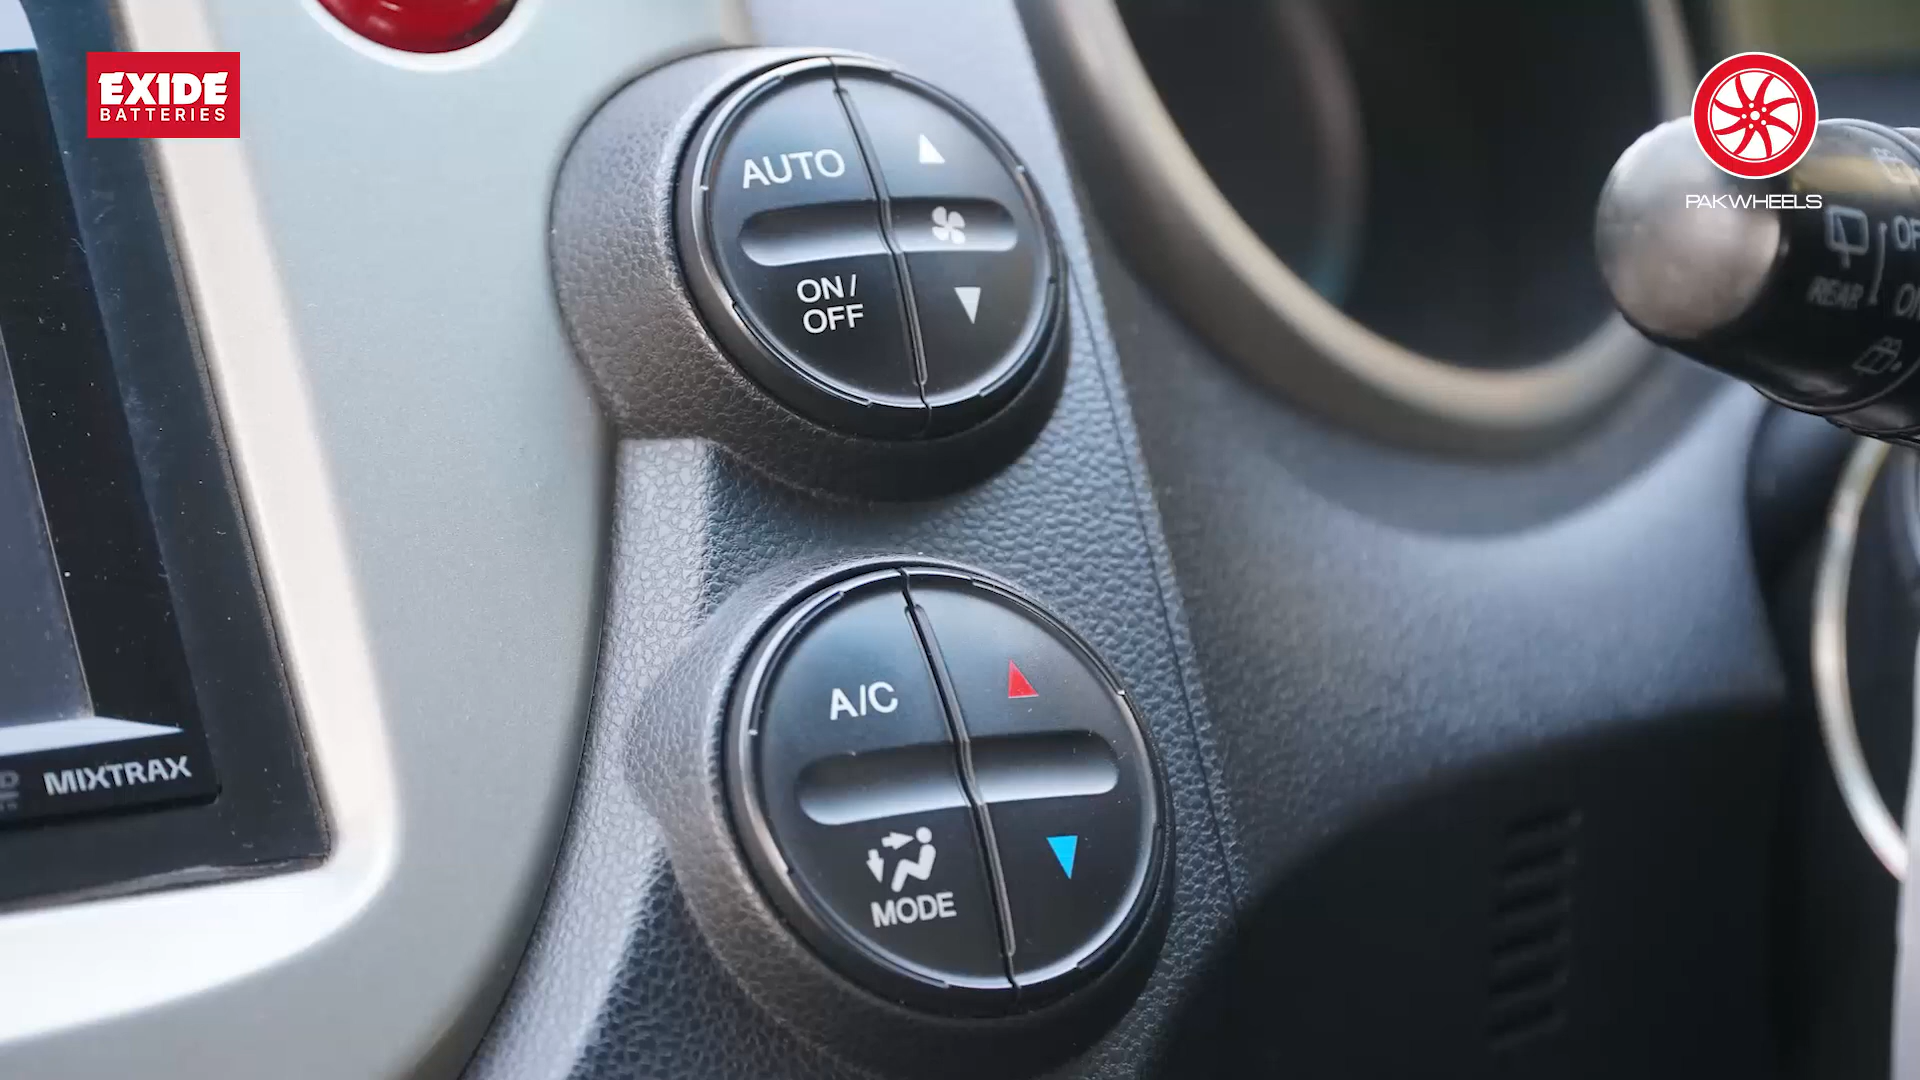 EXIDE
BATTERIES
PAKWHEELS
AUTO
ON/
OFF
A/C
MODE
MIXTRAX
REAR